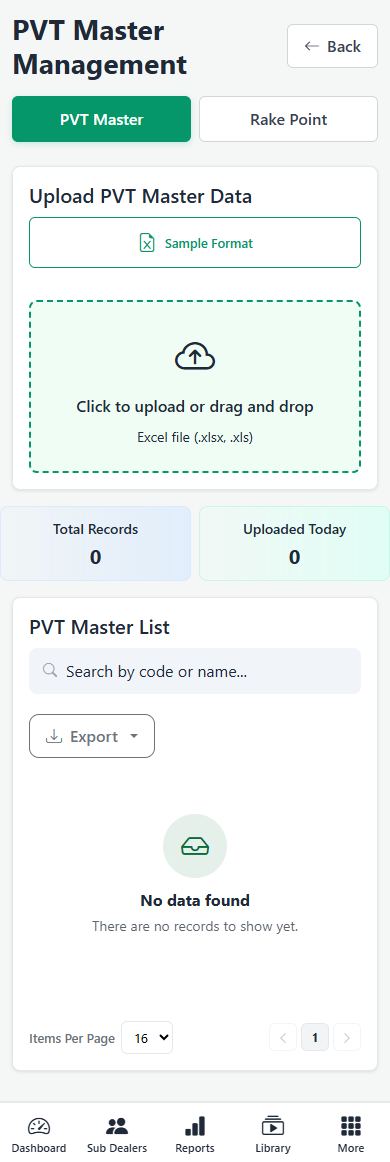 PVT Master
Management
Back
PVT Master
Rake Point
Upload PVT Master Data
Sample Format
Click to upload or drag and drop
Excel file (.xlsx, .xls)
Total Records
0
Uploaded Today
0
PVT Master List
Search by code or name...
Export
No data found
There are no records to show yet.
Items Per Page 16
1
Dashboard
Sub Dealers
Reports
Library
More